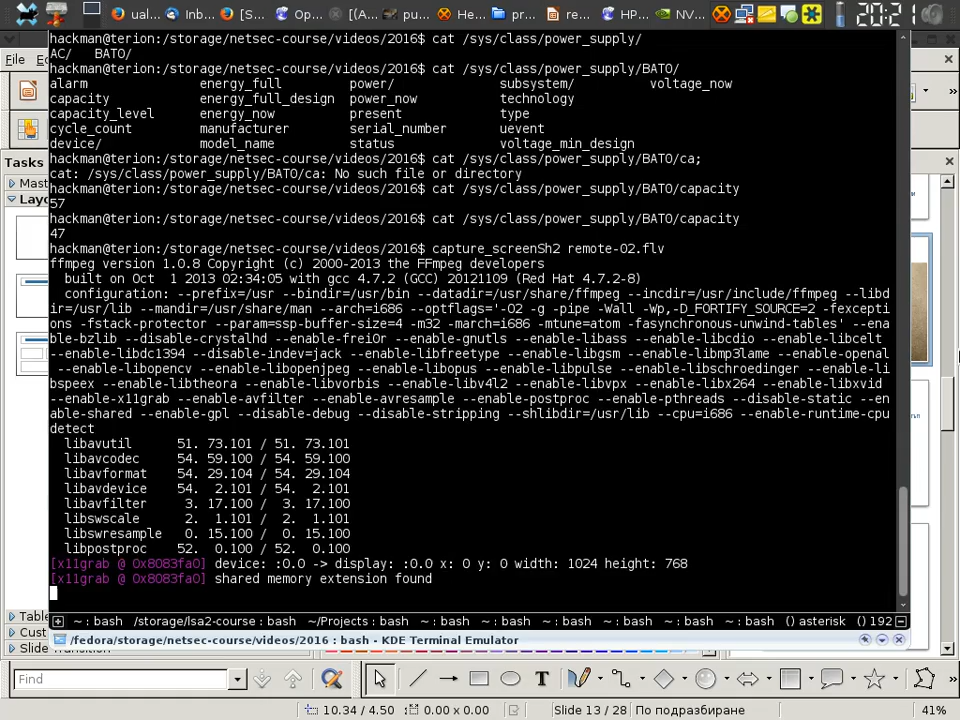 ual...
Inb...
[S...
Op...
[(A...
pu...
He...
pr...
re...
HP...
NV...
20:21
File
hackman@terion:/storage/netsec-course/videos/2016$ cat /sys/class/power_supply/
AC/   BAT0/
hackman@terion:/storage/netsec-course/videos/2016$ cat /sys/class/power_supply/BAT0/
alarm energy_full power/ subsystem/ voltage_now
capacity energy_full_design power_now technology
capacity_level energy_now present type
cycle_count manufacturer serial_number uevent
device/ model_name status voltage_min_design
hackman@terion:/storage/netsec-course/videos/2016$ cat /sys/class/power_supply/BAT0/ca;
cat: /sys/class/power_supply/BAT0/ca: No such file or directory
hackman@terion:/storage/netsec-course/videos/2016$ cat /sys/class/power_supply/BAT0/capacity
57
hackman@terion:/storage/netsec-course/videos/2016$ cat /sys/class/power_supply/BAT0/capacity
47
hackman@terion:/storage/netsec-course/videos/2016$ capture_screenSh2 remote-02.flv
ffmpeg version 1.0.8 Copyright (c) 2000-2013 the FFmpeg developers
built on Oct  1 2013 02:34:05 with gcc 4.7.2 (GCC) 20121109 (Red Hat 4.7.2-8)
configuration: --prefix=/usr --bindir=/usr/bin --datadir=/usr/share/ffmpeg --incdir=/usr/include/ffmpeg --libd
ir=/usr/lib --mandir=/usr/share/man --arch=i686 --optflags='-O2 -g -pipe -Wall -Wp,-D_FORTIFY_SOURCE=2 -fexcepti
ons -fstack-protector --param=ssp-buffer-size=4 -m32 -march=i686 -mtune=atom -fasynchronous-unwind-tables' --ena
ble-bzlib --disable-crystalhd --enable-frei0r --enable-gnutls --enable-libass --enable-libcdio --enable-libcelt
--enable-libdc1394 --disable-indev=jack --enable-libfreetype --enable-libgsm --enable-libmp3lame --enable-openal
--enable-libopencv --enable-libopenjpeg --enable-libopus --enable-libpulse --enable-libschroedinger --enable-li
bspeex --enable-libtheora --enable-libvorbis --enable-libv4l2 --enable-libvpx --enable-libx264 --enable-libxvid
--enable-x11grab --enable-avfilter --enable-avresample --enable-postproc --enable-pthreads --disable-static --en
able-shared --enable-gpl --disable-debug --disable-stripping --shlibdir=/usr/lib --cpu=i686 --enable-runtime-cpu
detect
libavutil      51. 73.101 / 51. 73.101
libavcodec     54. 59.100 / 54. 59.100
libavformat    54. 29.104 / 54. 29.104
libavdevice    54.  2.101 / 54.  2.101
libavfilter     3. 17.100 /  3. 17.100
libswscale      2.  1.101 /  2.  1.101
libswresample   0. 15.100 /  0. 15.100
libpostproc    52.  0.100 / 52.  0.100
[x11grab @ 0x8083fa0] device: :0.0 -> display: :0.0 x: 0 y: 0 width: 1024 height: 768
[x11grab @ 0x8083fa0] shared memory extension found
Tasks
Mast
Layo
Table
Cust
Slide Transition
~ : bash   /storage/lsa2-course : bash   ~/Projects : bash   ~ : bash   ~ : bash   ~ : bash   ~ : bash   ~ : bash   () asterisk   () 192
/fedora/storage/netsec-course/videos/2016 : bash - KDE Terminal Emulator
Find
10.34 / 4.50   0.00 x 0.00   Slide 13 / 28   По подразбиране   41%